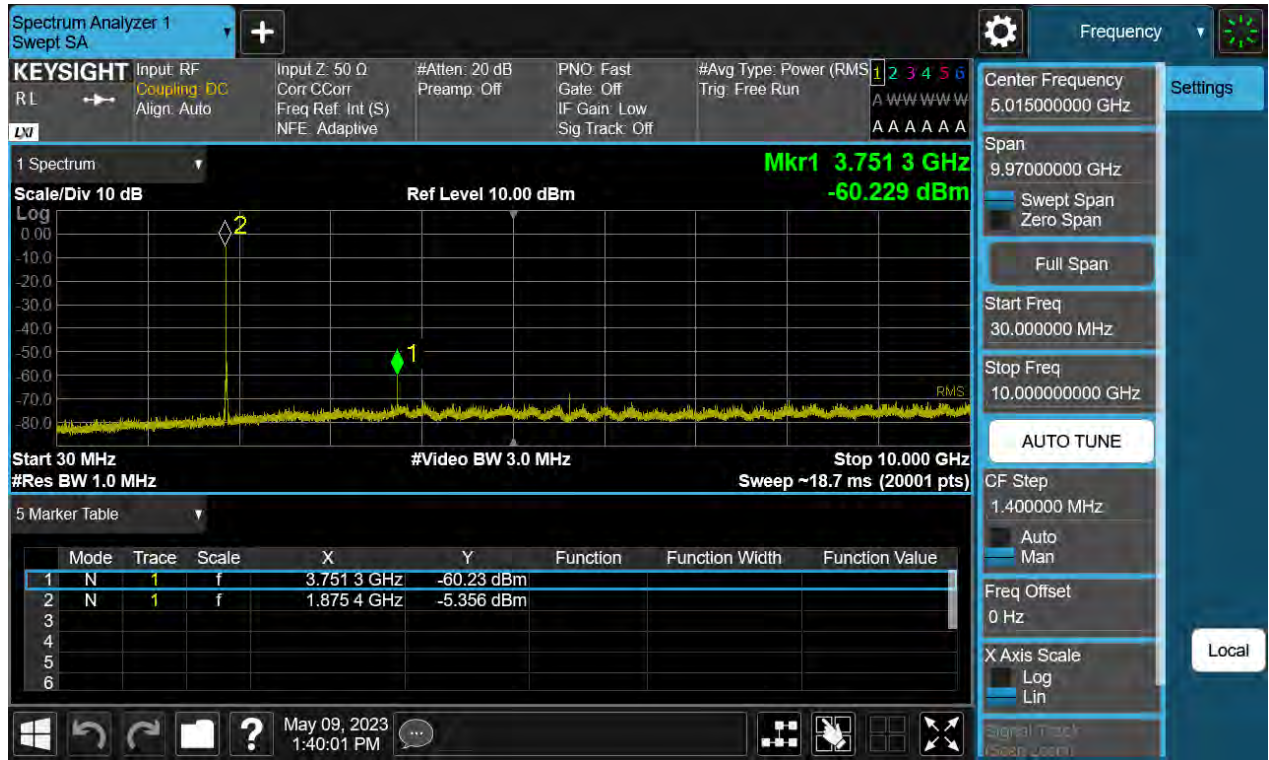 Spectrum Analyzer 1
Swept SA
Frequency
KEYSIGHT
RL
LXI
Input: RF
Coupling: DC
Align: Auto
Input Z: 50 Ω
Corr CCorr
Freq Ref: Int (S)
NFE: Adaptive
#Atten: 20 dB
Preamp: Off
PNO: Fast
Gate: Off
IF Gain: Low
Sig Track: Off
#Avg Type: Power (RMS
Trig: Free Run
1 2 3 4 5 6
A W W W W W
A A A A A A
1 Spectrum
Mkr1 3.751 3 GHz
-60.229 dBm
Scale/Div 10 dB
Ref Level 10.00 dBm
Log
0.00
-10.0
-20.0
-30.0
-40.0
-50.0
-60.0
-70.0
-80.0
2
1
RMS
Start 30 MHz
#Video BW 3.0 MHz
Stop 10.000 GHz
#Res BW 1.0 MHz
Sweep ~18.7 ms (20001 pts)
5 Marker Table
Mode Trace Scale X Y Function Function Width Function Value
1 N 1 f 3.751 3 GHz -60.23 dBm
2 N 1 f 1.875 4 GHz -5.356 dBm
3
4
5
6
May 09, 2023
1:40:01 PM
Center Frequency
5.015000000 GHz
Settings
Span
9.97000000 GHz
Swept Span
Zero Span
Full Span
Start Freq
30.000000 MHz
Stop Freq
10.000000000 GHz
AUTO TUNE
CF Step
1.400000 MHz
Auto
Man
Freq Offset
0 Hz
X Axis Scale
Log
Lin
Local
Signal Track
(Span Zoom)